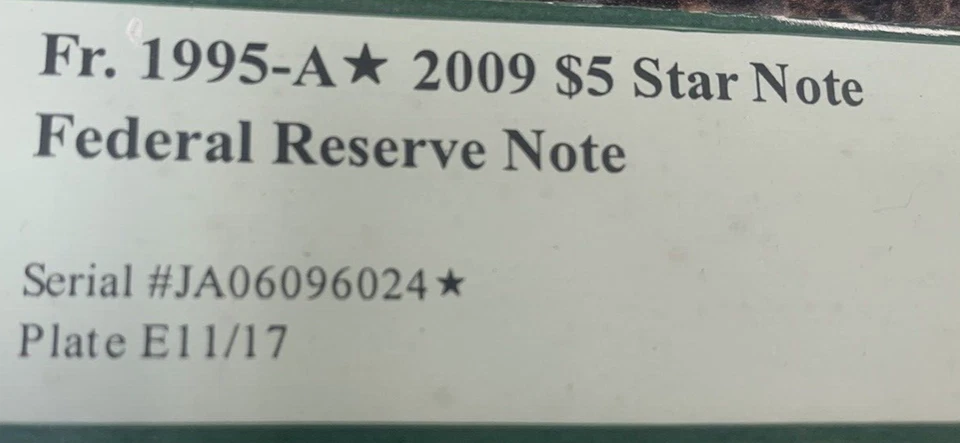 Fr. 1995-A★ 2009 $5 Star Note
Federal Reserve Note
Serial #JA06096024★
Plate E11/17